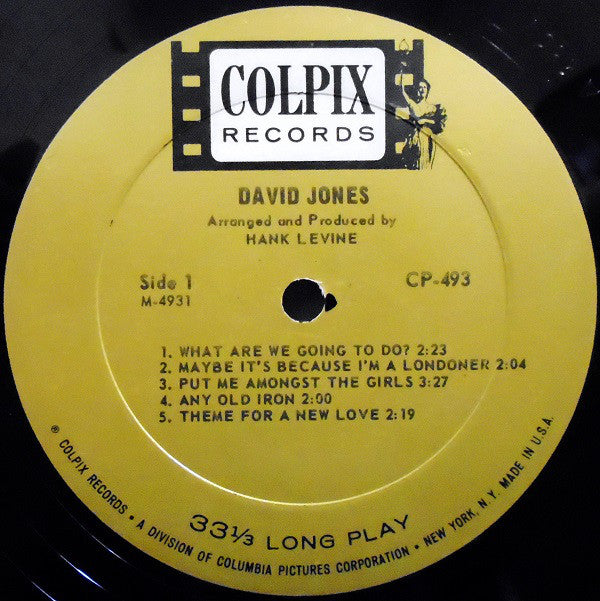 COLPIX
RECORDS
DAVID JONES
Arranged and Produced by
HANK LEVINE
Side 1
M-4931
CP-493
1. WHAT ARE WE GOING TO DO? 2:23
2. MAYBE IT'S BECAUSE I'M A LONDONER 2:04
3. PUT ME AMONGST THE GIRLS 3:27
4. ANY OLD IRON 2:00
5. THEME FOR A NEW LOVE 2:19
33⅓ LONG PLAY
® COLPIX RECORDS • A DIVISION OF COLUMBIA PICTURES CORPORATION • NEW YORK, N.Y. MADE IN U.S.A.